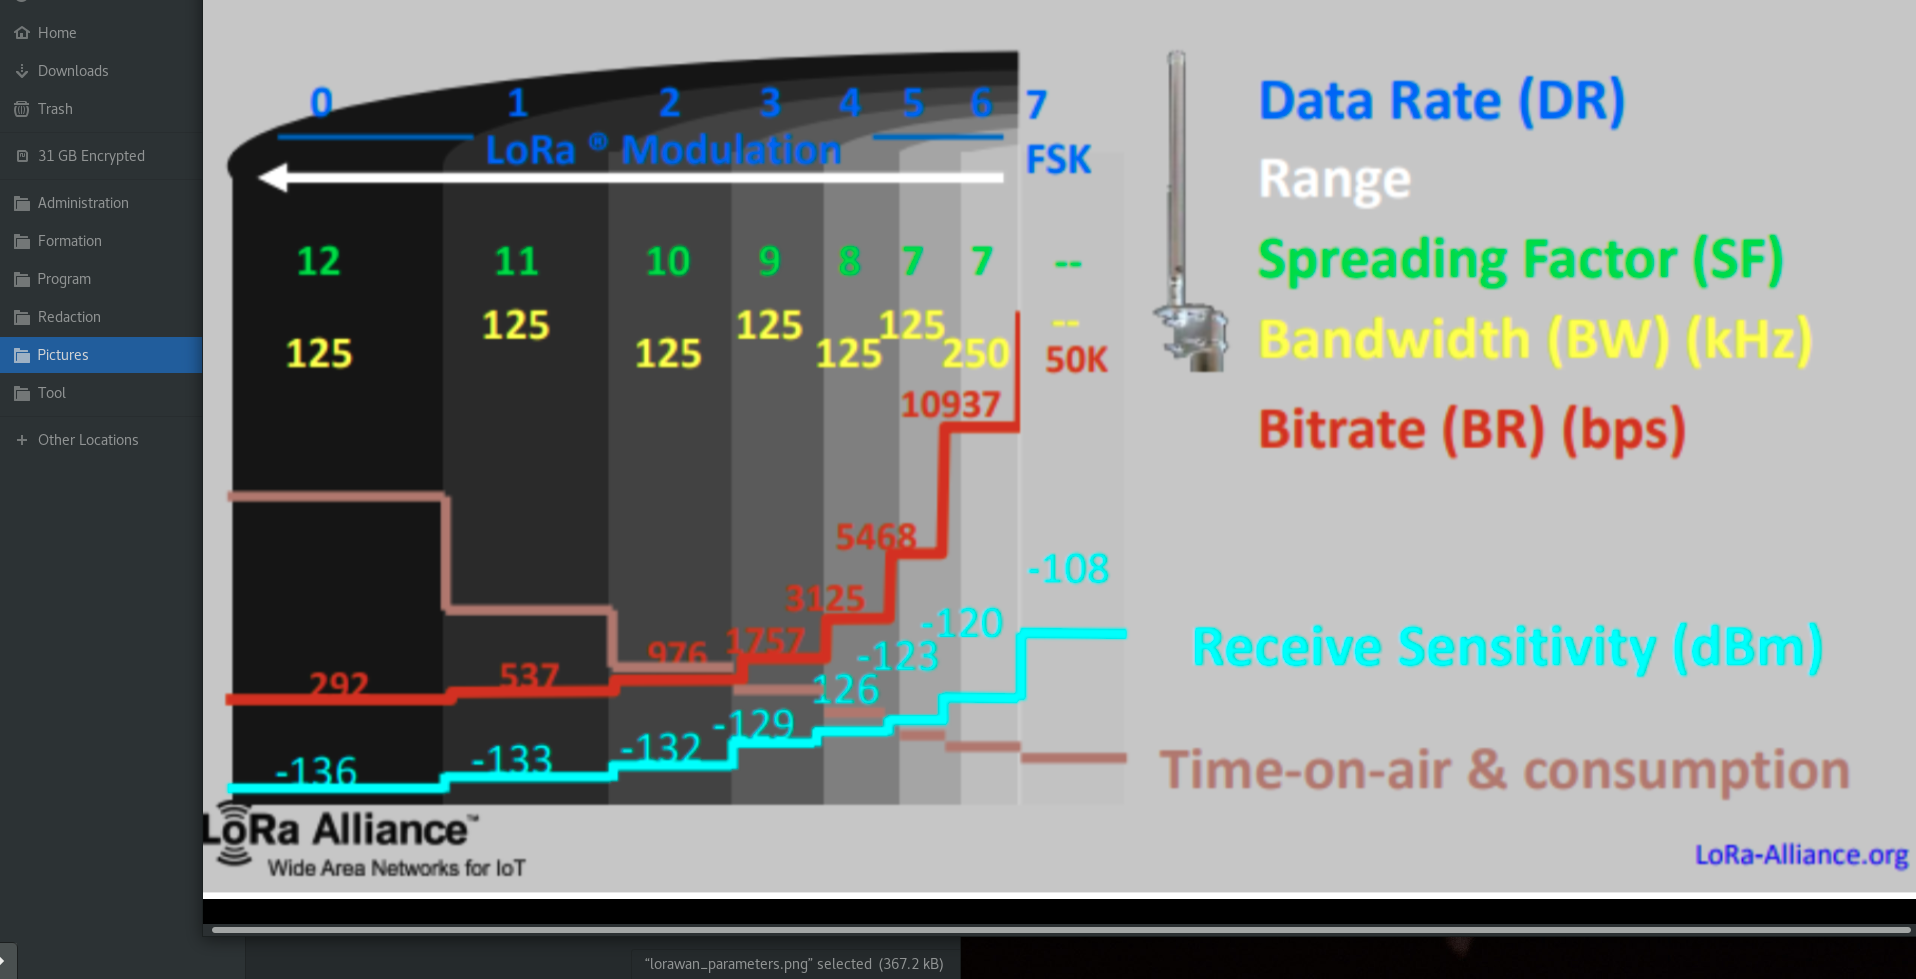 Home
Downloads
Trash
31 GB Encrypted
Administration
Formation
Program
Redaction
Pictures
Tool
Other Locations
0 1 2 3 4 5 6 7
LoRa ® Modulation
FSK
12 11 10 9 8 7 7 --
125 125 125 125 125 125 250 --
50K
10937
5468
3125
1757
976
537
292
-108
-120
-123
126
-129
-132
-133
-136
Data Rate (DR)
Range
Spreading Factor (SF)
Bandwidth (BW) (kHz)
Bitrate (BR) (bps)
Receive Sensitivity (dBm)
Time-on-air & consumption
LoRa Alliance™
Wide Area Networks for IoT
LoRa-Alliance.org
“lorawan_parameters.png” selected (367.2 kB)